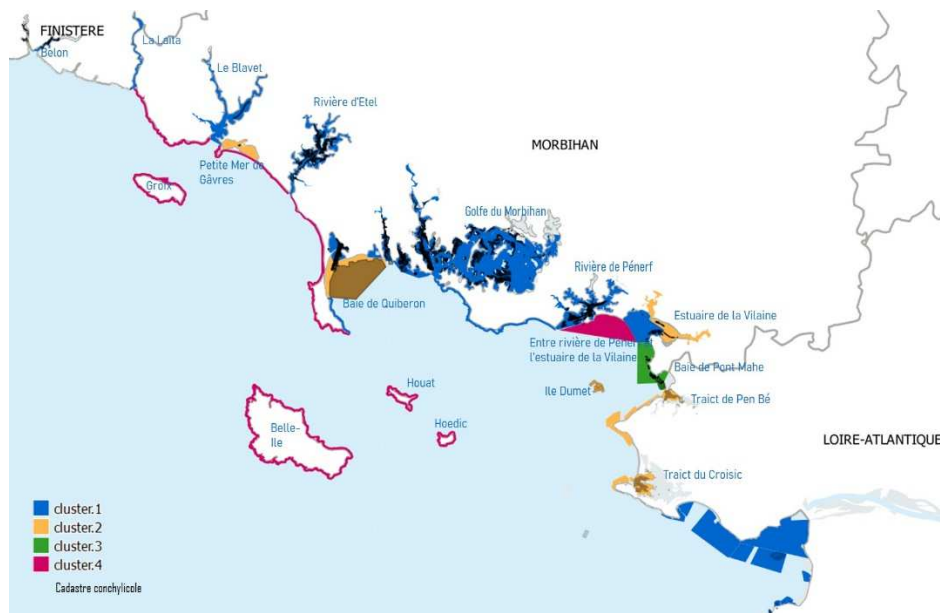 FINISTERE
Belon
La Laïta
Le Blavet
Rivière d'Etel
MORBIHAN
Petite Mer de
Gâvres
Groix
Golfe du Morbihan
Rivière de Pénerf
Baie de Quiberon
Estuaire de la Vilaine
Entre rivière de Pénerf
l'estuaire de la Vilaine
Baie de Pont Mahe
Houat
Ile Dumet
Traict de Pen Bé
Hoedic
Belle-
Ile
LOIRE-ATLANTIQUE
Traict du Croisic
cluster.1
cluster.2
cluster.3
cluster.4
Cadastre conchylicole